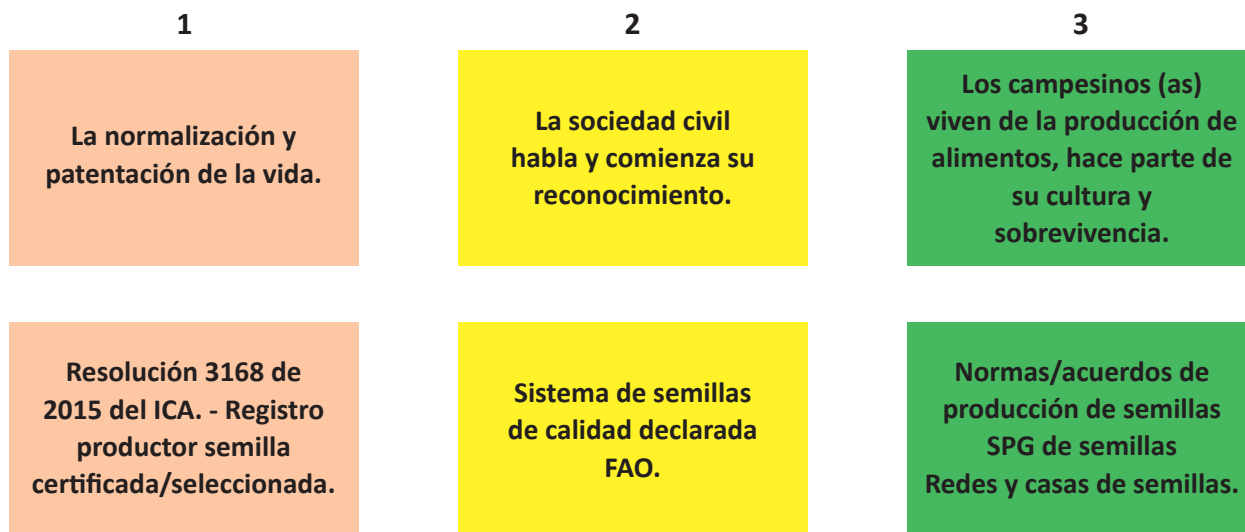 1
La normalización y
patentación de la vida.
2
La sociedad civil
habla y comienza su
reconocimiento.
3
Los campesinos (as)
viven de la producción de
alimentos, hace parte de
su cultura y
sobrevivencia.
Resolución 3168 de
2015 del ICA. - Registro
productor semilla
certificada/seleccionada.
Sistema de semillas
de calidad declarada
FAO.
Normas/acuerdos de
producción de semillas
SPG de semillas
Redes y casas de semillas.